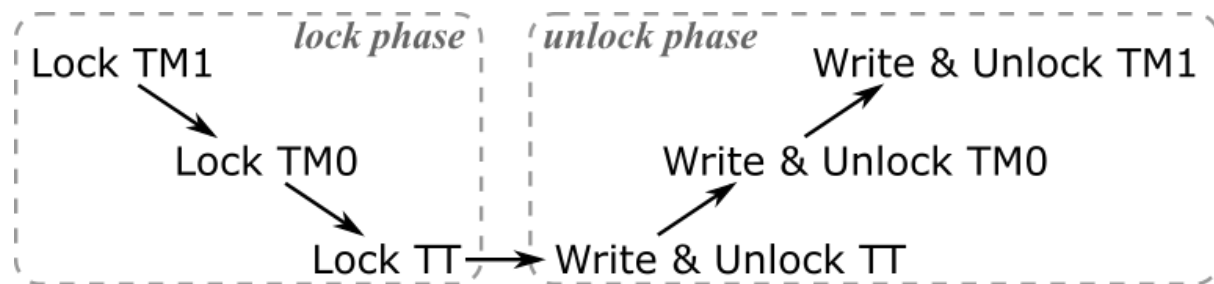 lock phase
unlock phase
Lock TM1
Write & Unlock TM1
Lock TM0
Write & Unlock TM0
Lock TT
Write & Unlock TT